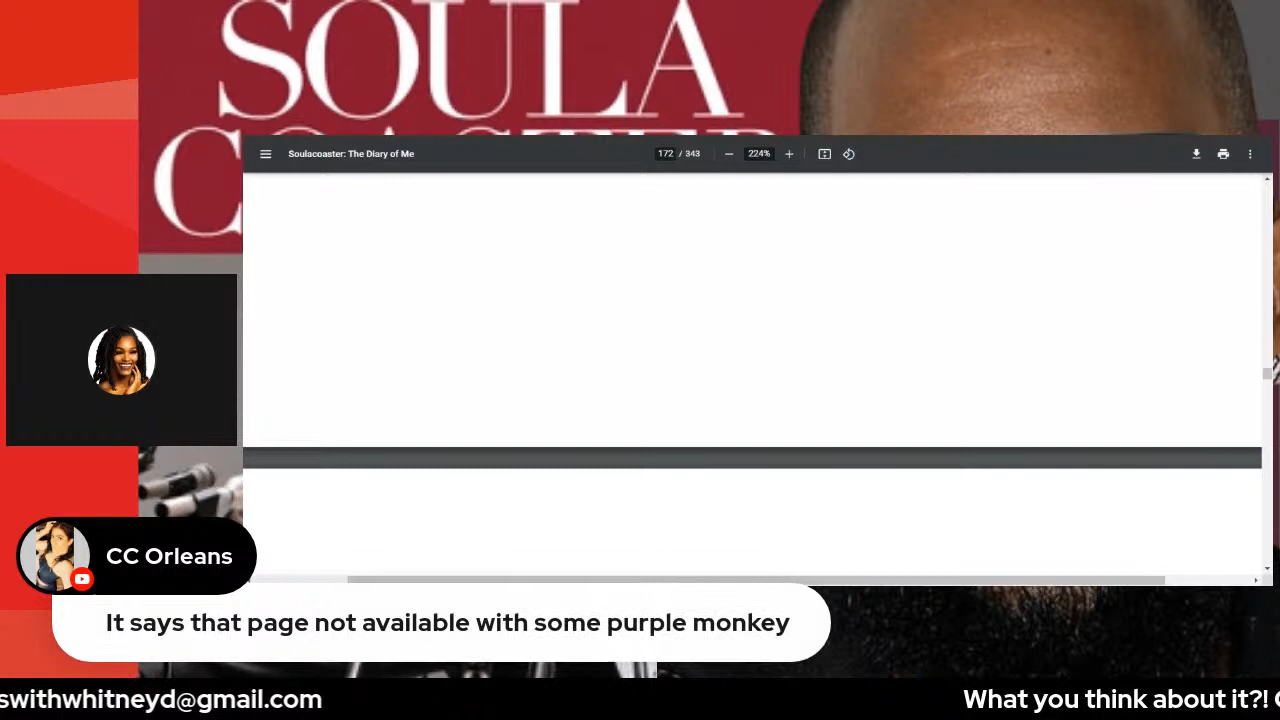 SOULA
COASTER
Soulacoaster: The Diary of Me
172 / 343
224%
CC Orleans
It says that page not available with some purple monkey
swithwhitneyd@gmail.com
What you think about it?!